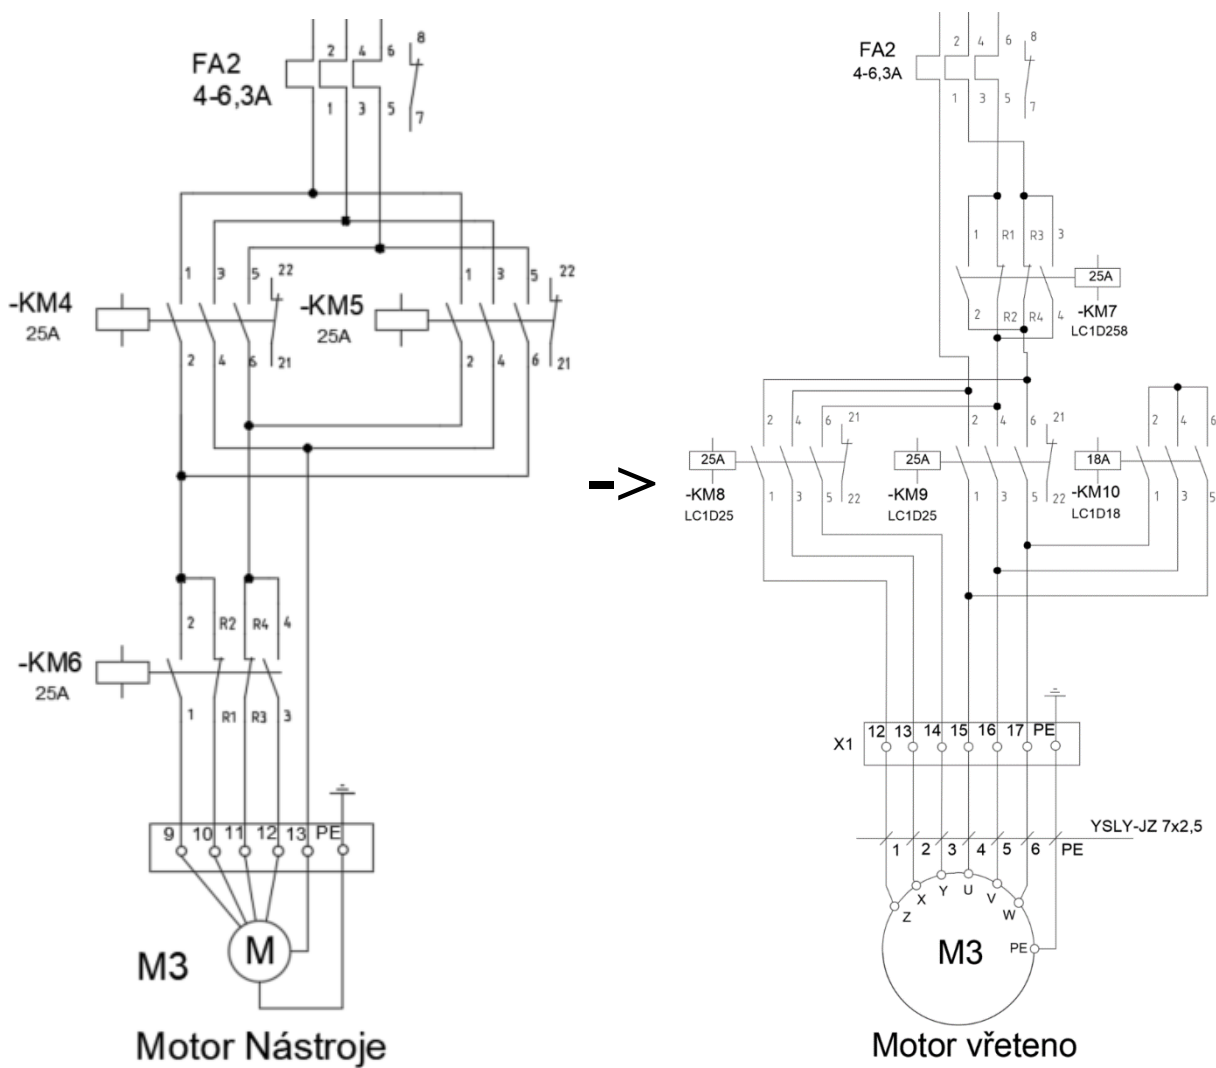 FA2
4-6,3A
2 4 6 8
1 3 5 7
1 3 5 22
-KM4
25A
2 4 6 21
1 3 5 22
-KM5
25A
2 4 6 21
2 R2 R4 4
-KM6
25A
1 R1 R3 3
9 10 11 12 13 PE
M
M3
Motor Nástroje
->
FA2
4-6,3A
2 4 6 8
1 3 5 7
1 R1 R3 3
25A
2 R2 R4 4
-KM7
LC1D258
2 4 6 21
25A
-KM8
LC1D25
1 3 5 22
2 4 6 21
25A
-KM9
LC1D25
1 3 5 22
2 4 6
18A
-KM10
LC1D18
1 3 5
X1
12 13 14 15 16 17 PE
YSLY-JZ 7x2,5
1 2 3 4 5 6 PE
Z X Y U V W PE
M3
Motor vřeteno